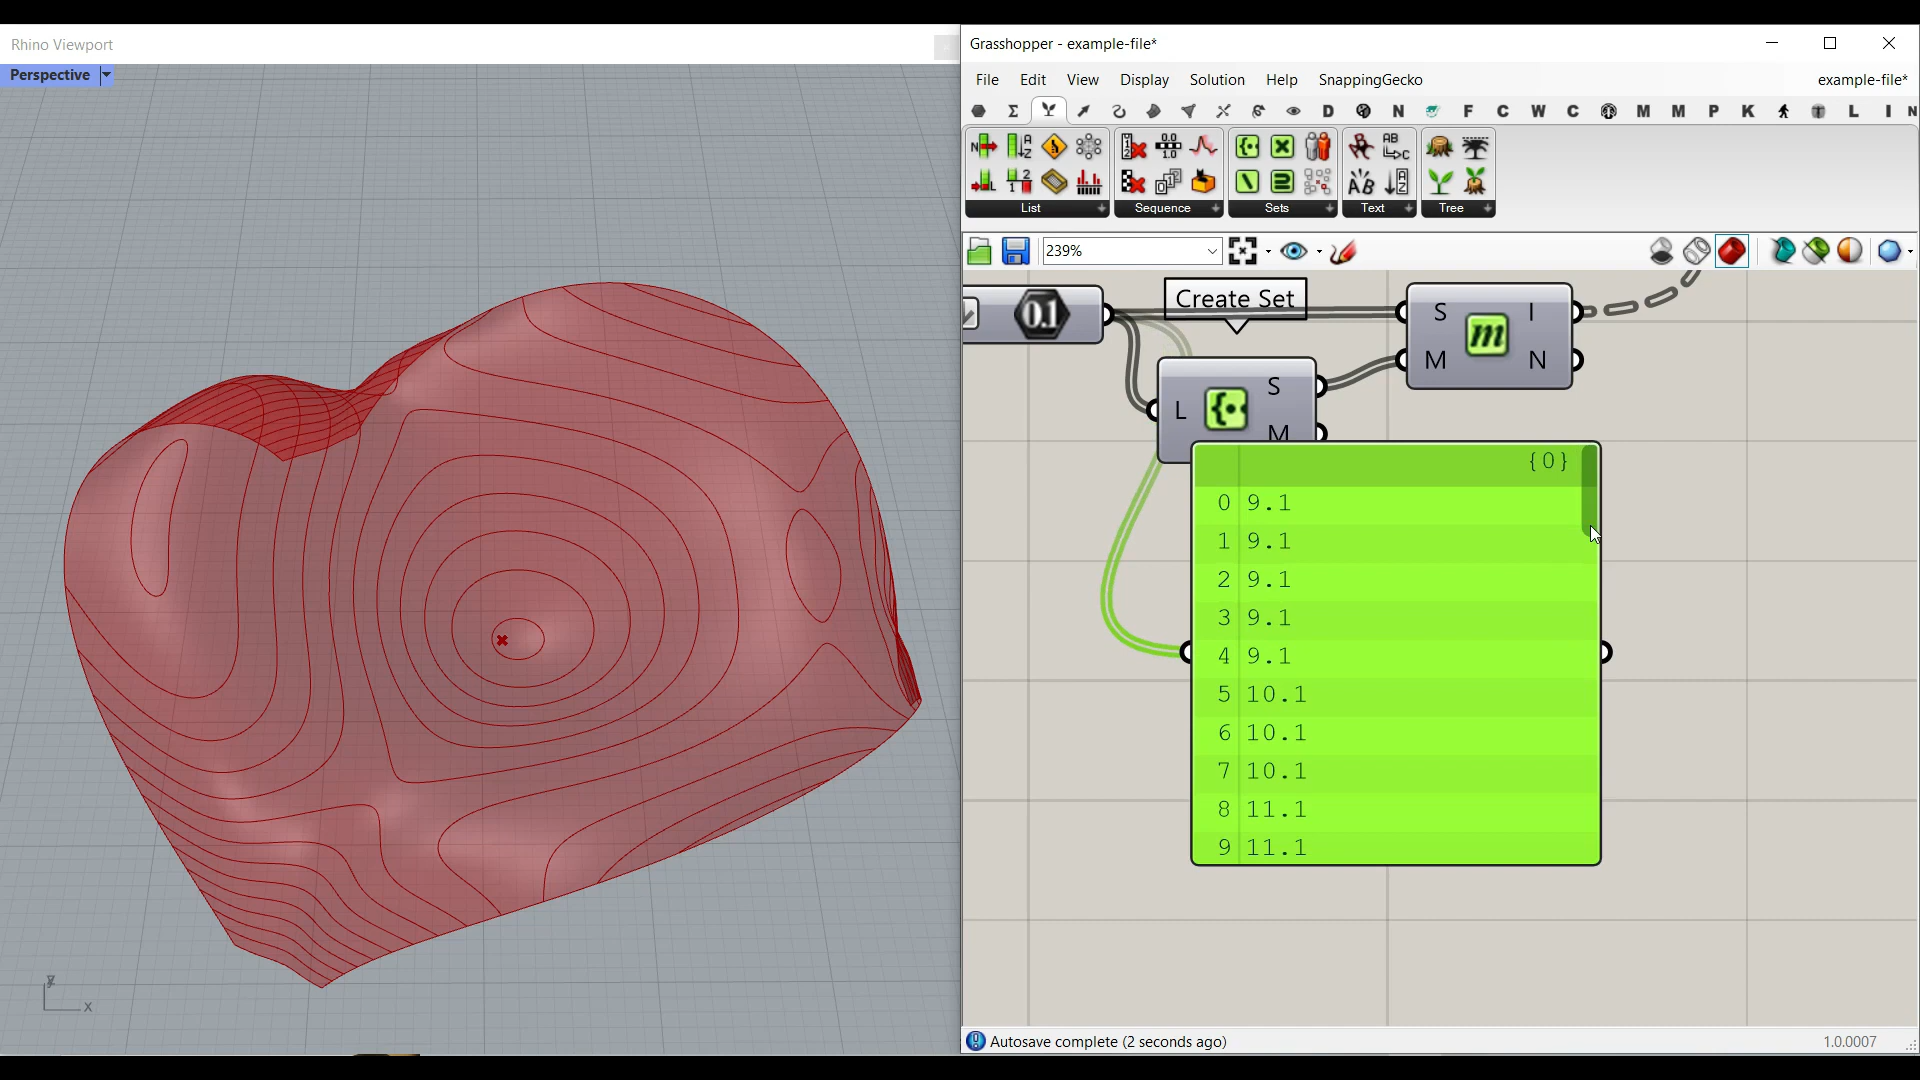 Rhino Viewport
Perspective
y
x
Grasshopper - example-file*
File Edit View Display Solution Help SnappingGecko example-file*
Σ D N F C W C M M P K L I N
List Sequence Sets Text Tree
239%
0.1
Create Set
S I
m
M N
L S
M
{0}
0 9.1
1 9.1
2 9.1
3 9.1
4 9.1
5 10.1
6 10.1
7 10.1
8 11.1
9 11.1
Autosave complete (2 seconds ago) 1.0.0007